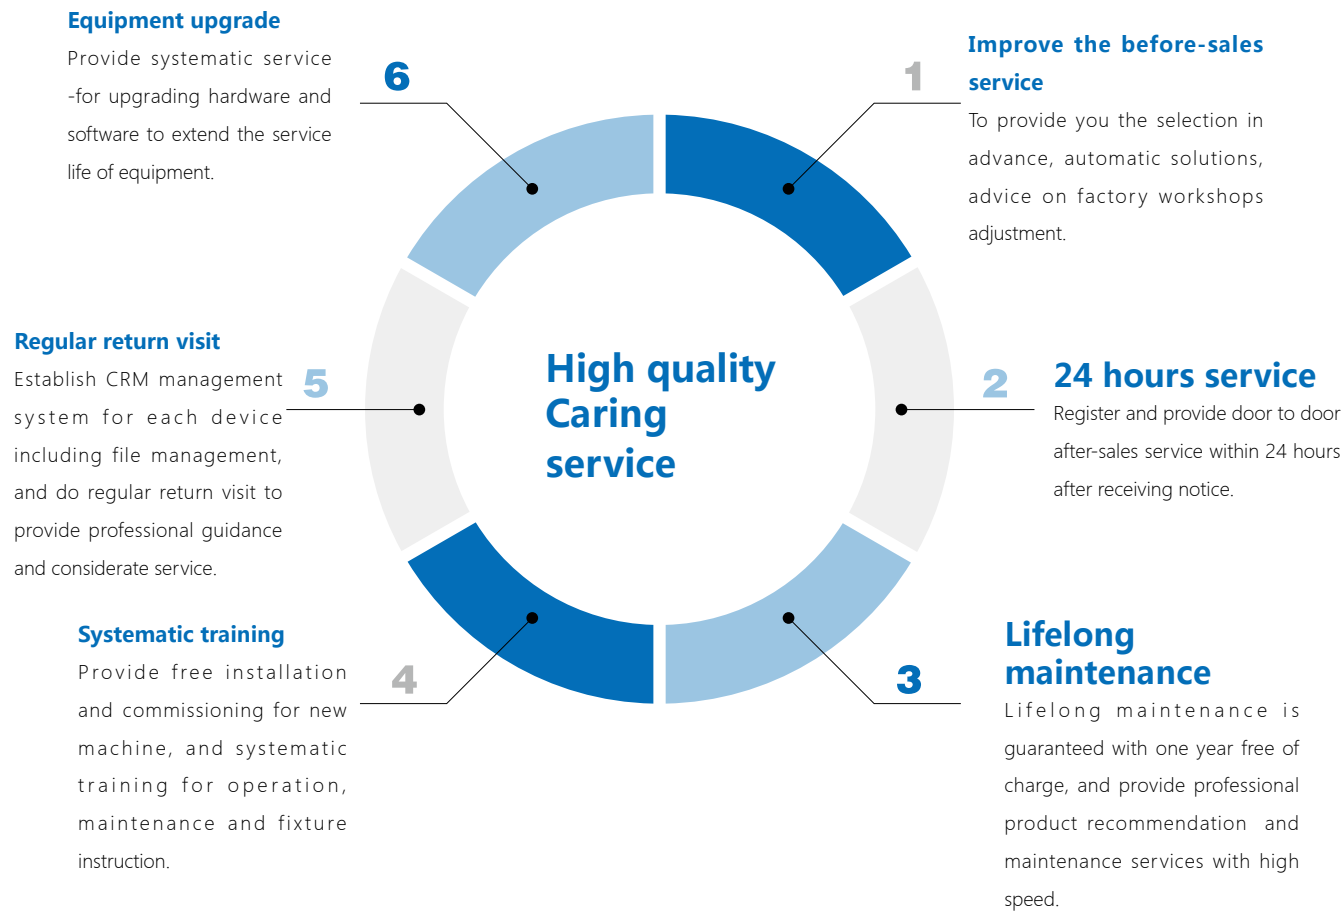 High quality
Caring
service
1
Improve the before-sales
service
To provide you the selection in
advance, automatic solutions,
advice on factory workshops
adjustment.
2
24 hours service
Register and provide door to door
after-sales service within 24 hours
after receiving notice.
3
Lifelong
maintenance
Lifelong maintenance is
guaranteed with one year free of
charge, and provide professional
product recommendation and
maintenance services with high
speed.
4
Systematic training
Provide free installation
and commissioning for new
machine, and systematic
training for operation,
maintenance and fixture
instruction.
5
Regular return visit
Establish CRM management
system for each device
including file management,
and do regular return visit to
provide professional guidance
and considerate service.
6
Equipment upgrade
Provide systematic service
-for upgrading hardware and
software to extend the service
life of equipment.